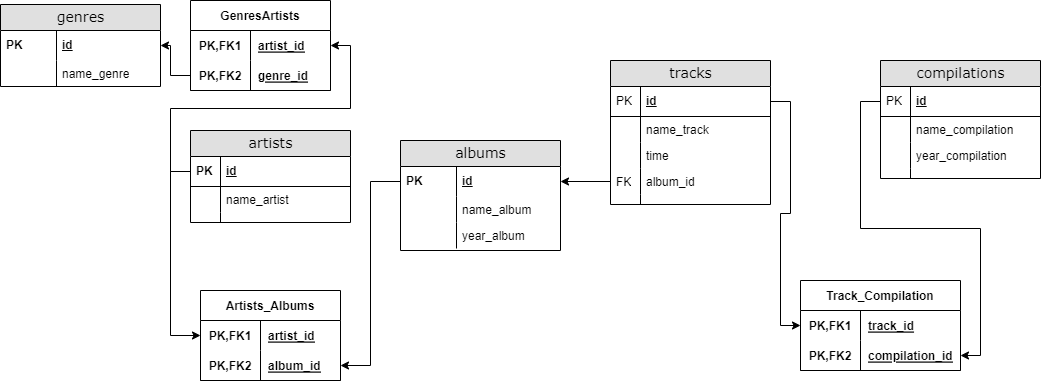 genres
PK id
name_genre
GenresArtists
PK,FK1 artist_id
PK,FK2 genre_id
artists
PK id
name_artist
albums
PK id
name_album
year_album
tracks
PK id
name_track
time
FK album_id
compilations
PK id
name_compilation
year_compilation
Artists_Albums
PK,FK1 artist_id
PK,FK2 album_id
Track_Compilation
PK,FK1 track_id
PK,FK2 compilation_id